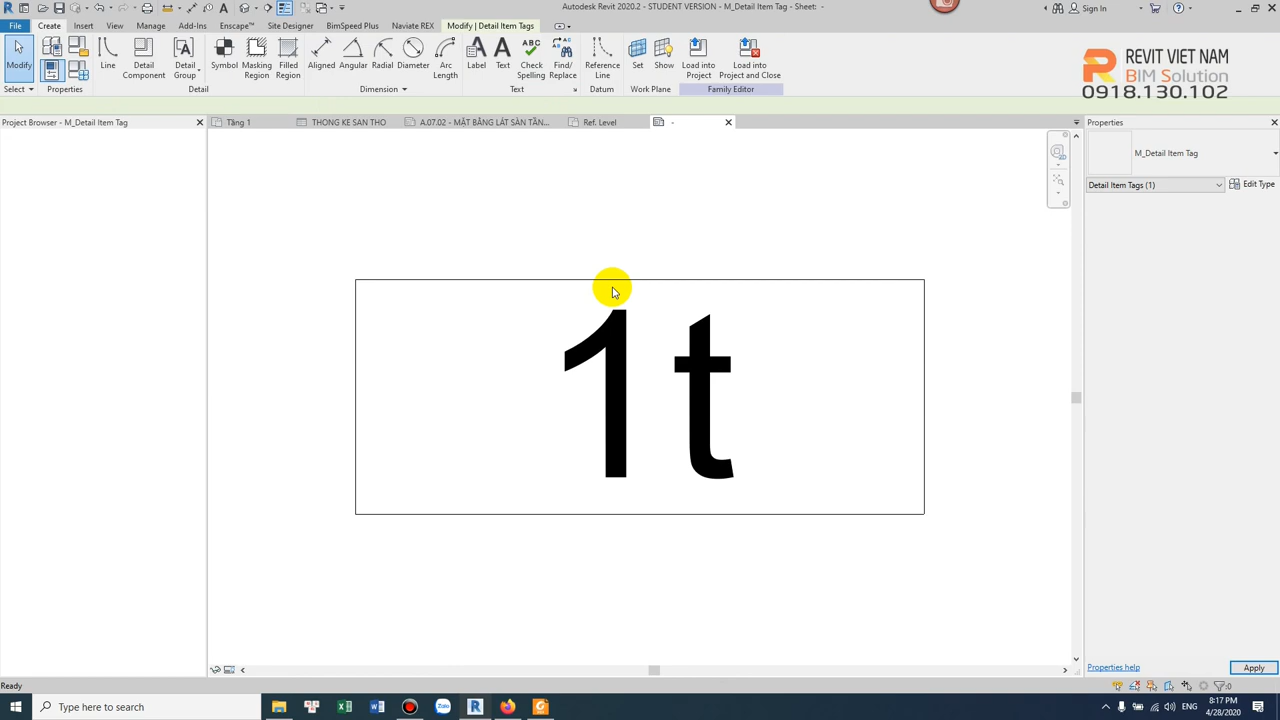 Autodesk Revit 2020.2 - STUDENT VERSION - M_Detail Item Tag - Sheet: -
Sign In
File Create Insert View Manage Add-Ins Enscape™ Site Designer BimSpeed Plus Naviate REX Modify | Detail Item Tags
Modify
Line
Detail Component
Detail Group
Symbol
Masking Region
Filled Region
Aligned
Angular
Radial
Diameter
Arc Length
Label
Text
Check Spelling
Find/ Replace
Reference Line
Set
Show
Load into Project
Load into Project and Close
Select Properties Detail Dimension Text Datum Work Plane Family Editor
REVIT VIET NAM
BIM Solution
0918.130.102
Project Browser - M_Detail Item Tag
Tầng 1
THONG KE SAN THO
A.07.02 - MẶT BẰNG LÁT SÀN TẦN...
Ref. Level
-
Properties
M_Detail Item Tag
Detail Item Tags (1)
Edit Type
1t
Properties help
Apply
Ready
:0
Type here to search
Zalo
ENG
8:17 PM
4/28/2020